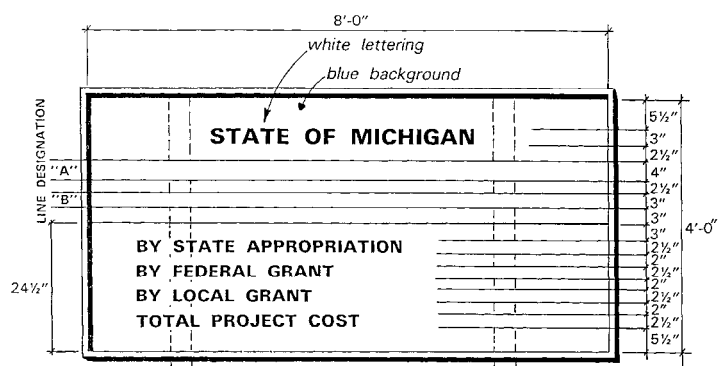 8'-0"
white lettering
blue background
STATE OF MICHIGAN
LINE DESIGNATION
"A"
"B"
BY STATE APPROPRIATION
BY FEDERAL GRANT
BY LOCAL GRANT
TOTAL PROJECT COST
24½"
5½"
3"
2½"
4"
2½"
3"
3"
3"
2½"
2"
2½"
2"
2½"
2"
2½"
5½"
4'-0"